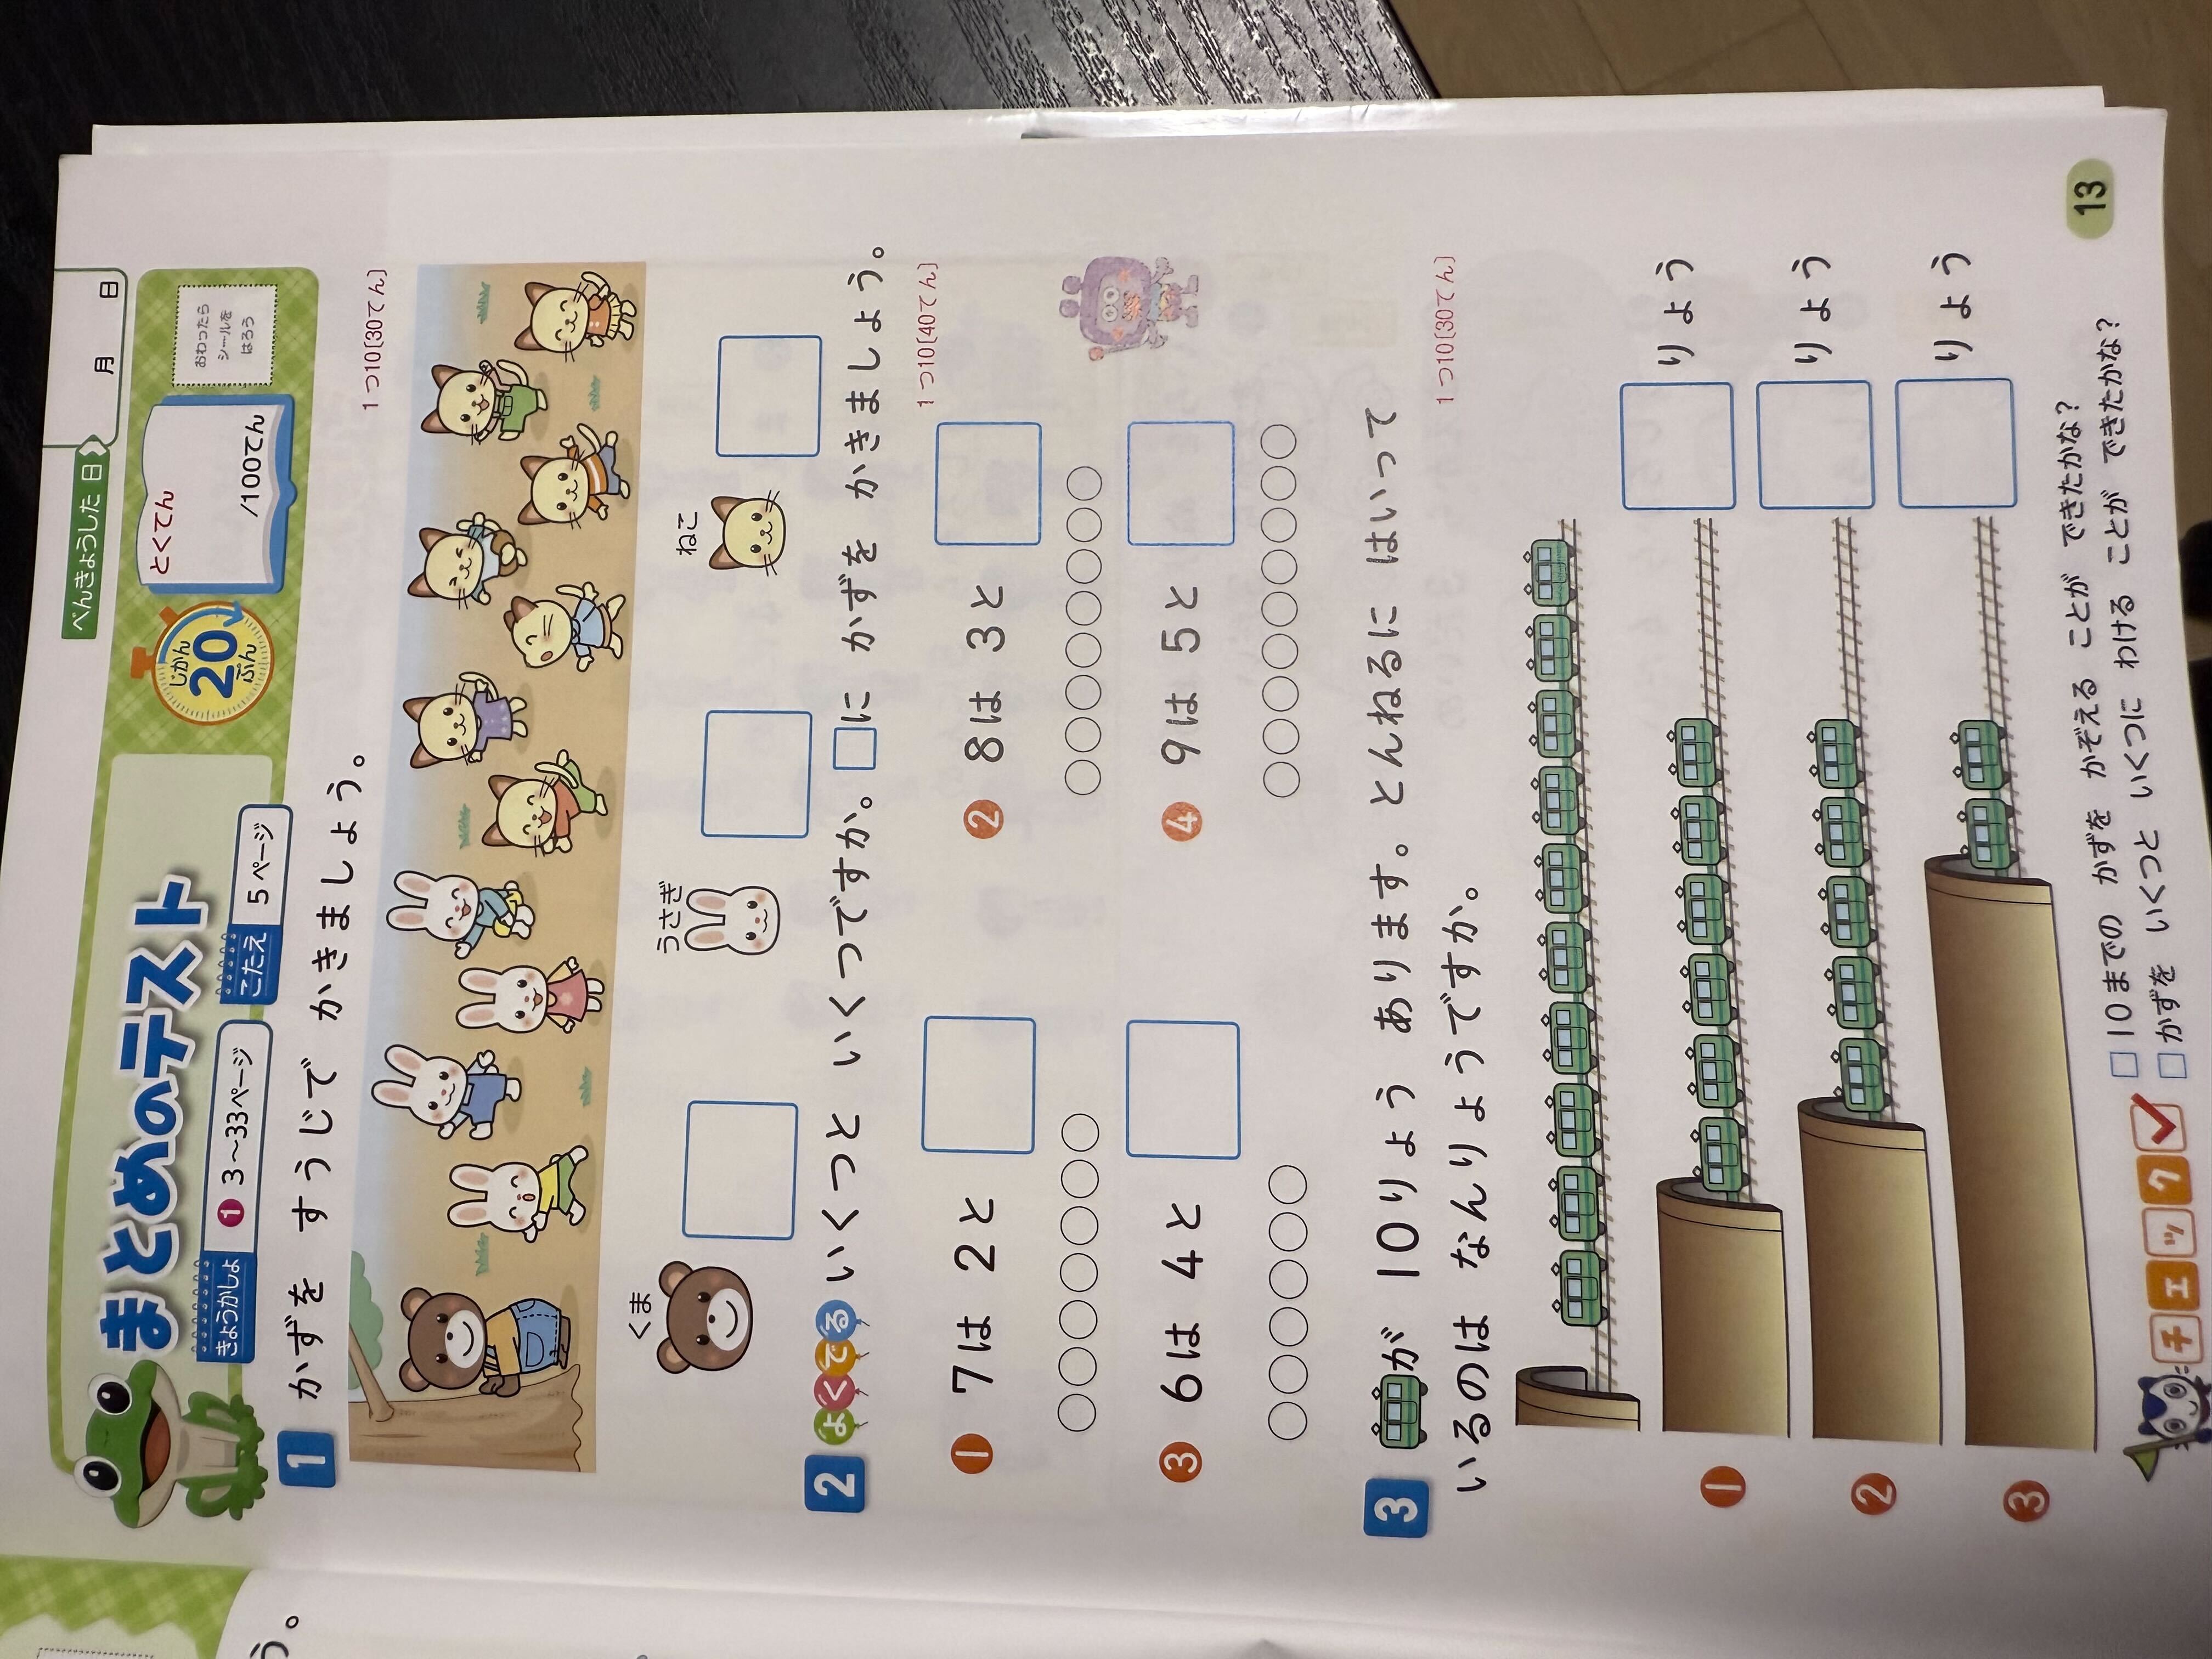 べんきょうした 日
月 日
まとめのテスト
じかん
20
ぷん
とくてん
/100てん
おわったら
シールを
はろう
きょうかしょ ① 3〜33ページ
こたえ 5ページ
1 かずを すうじで かきましょう。
1つ10〔30てん〕
くま
うさぎ
ねこ
2 よくでる いくつと いくつですか。□に かずを かきましょう。
1つ10〔40てん〕
① 7は 2と
② 8は 3と
③ 6は 4と
④ 9は 5と
3 が 10りょう あります。とんねるに はいって
いるのは なんりょうですか。
1つ10〔30てん〕
① りょう
② りょう
③ りょう
チェック
□10までの かずを かぞえる ことが できたかな?
□かずを いくつと いくつに わける ことが できたかな?
13
う。